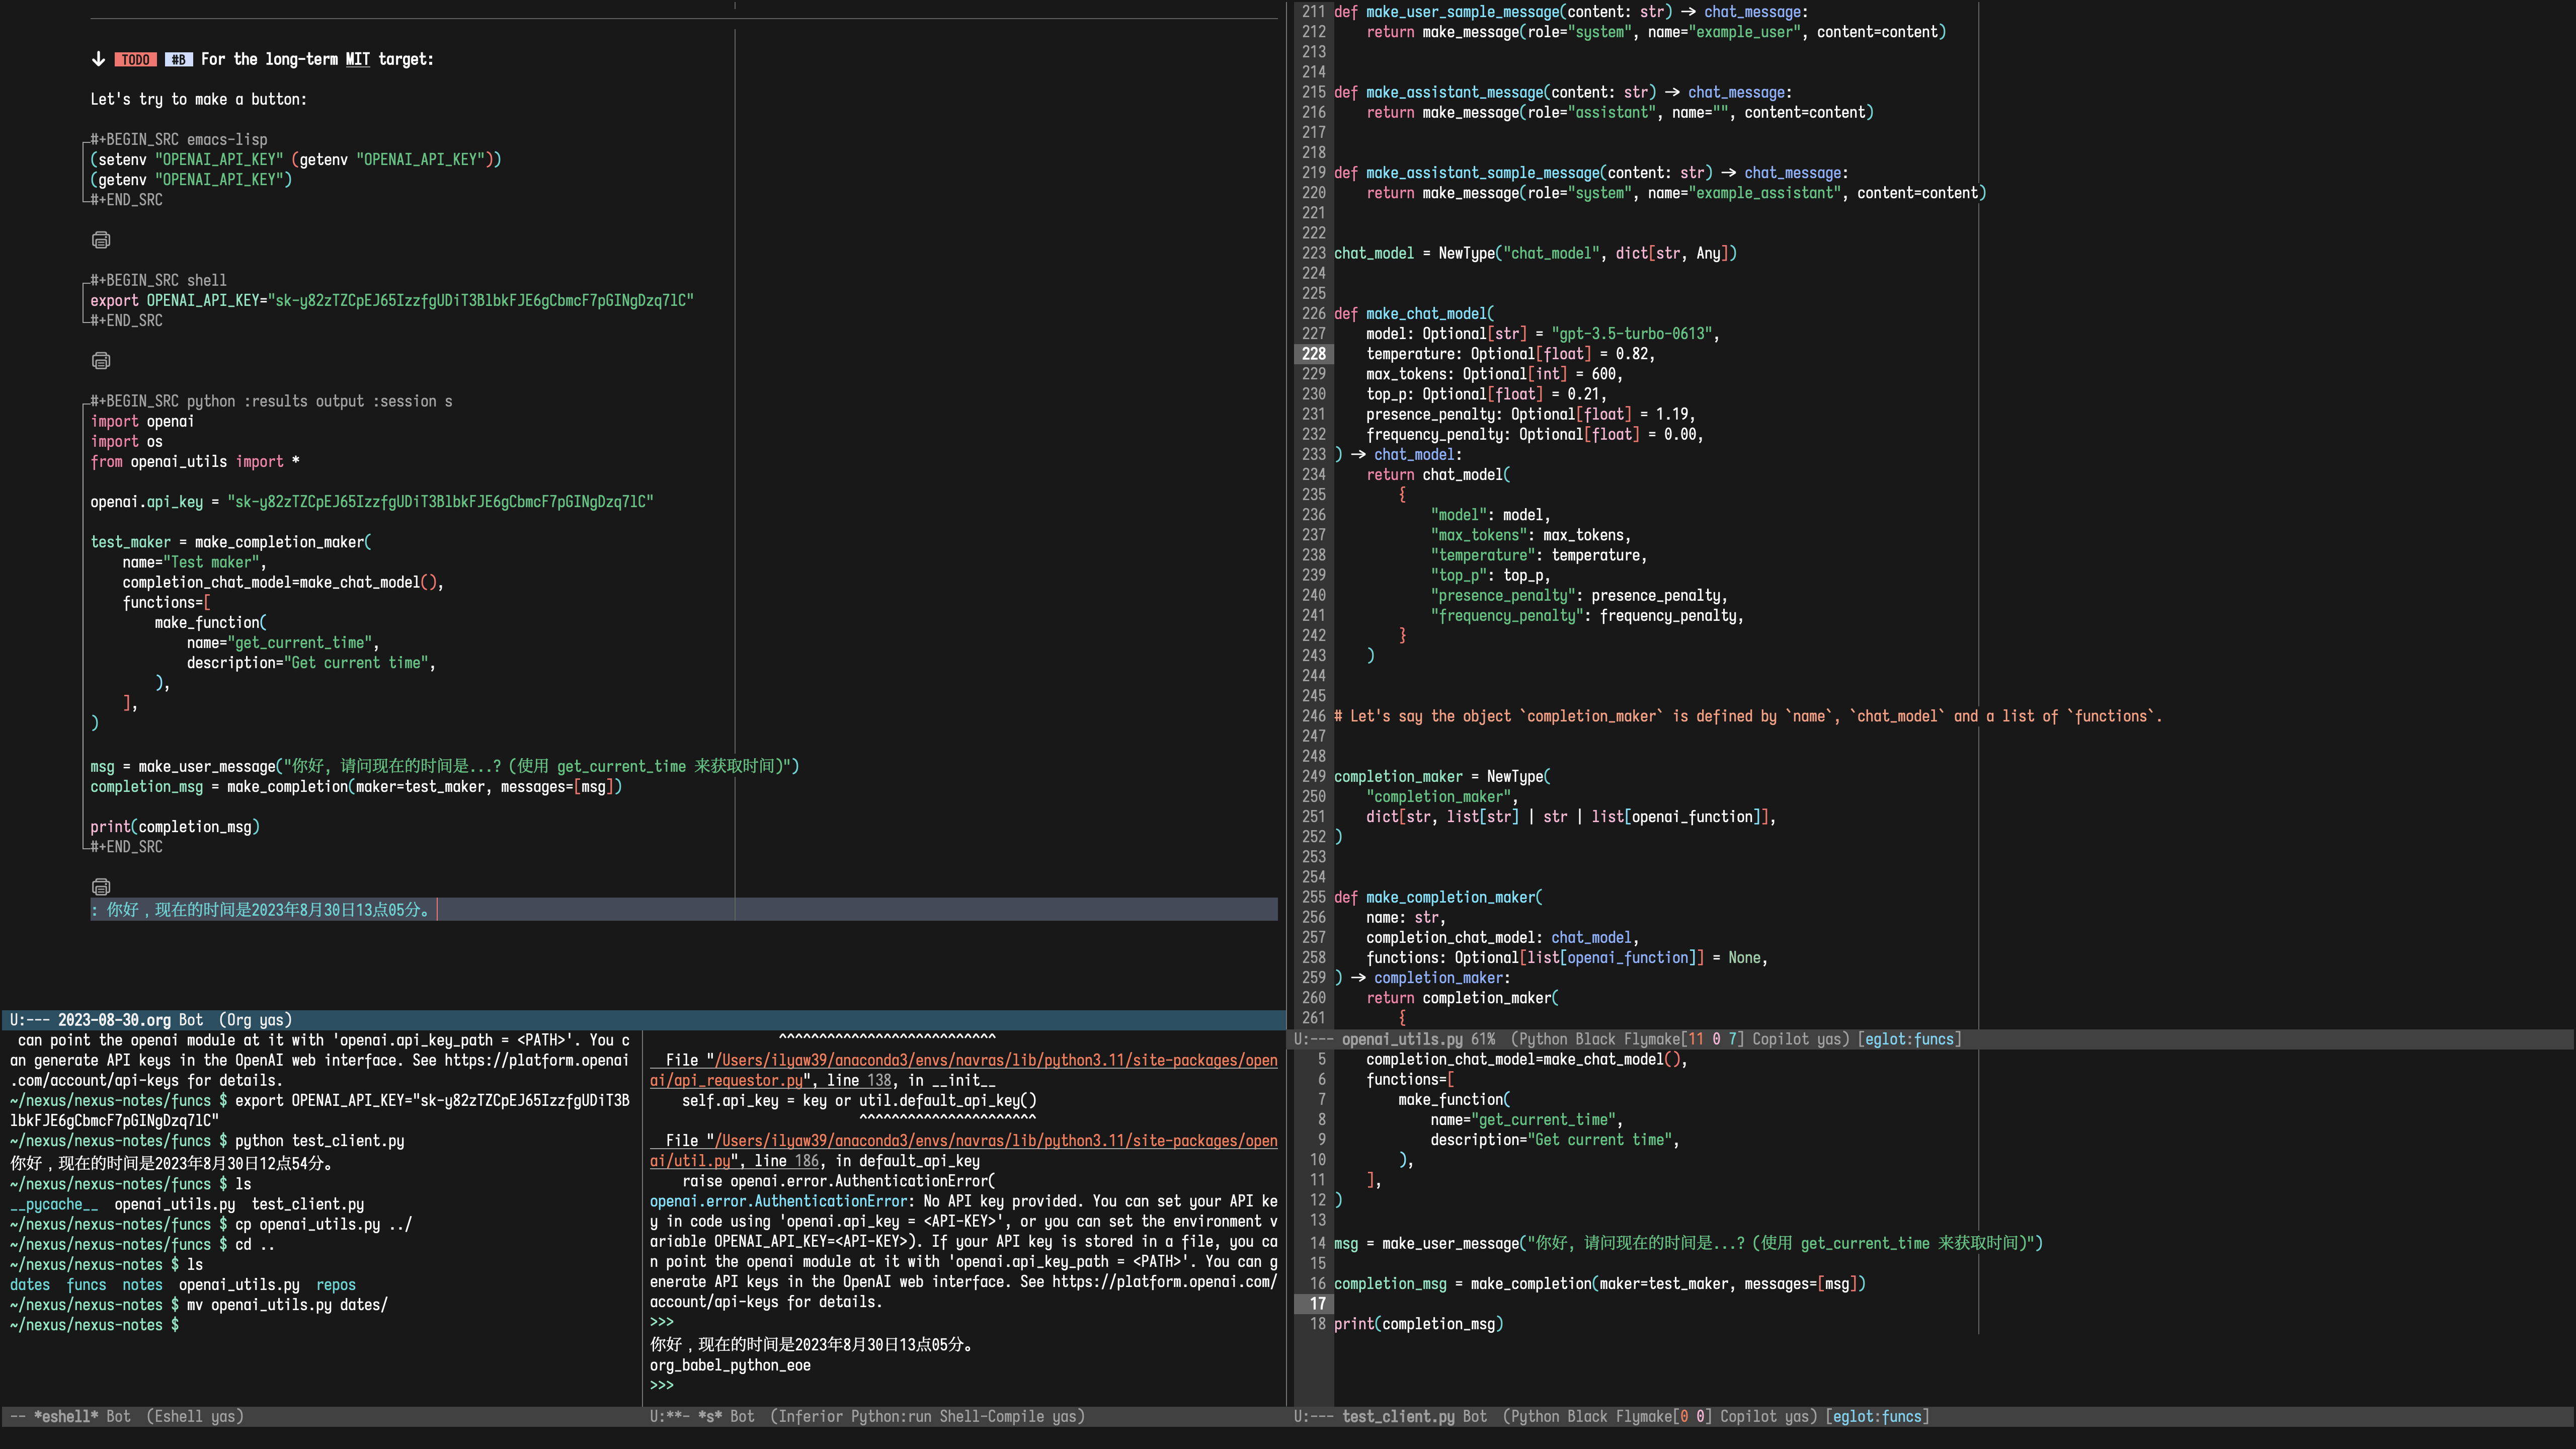 ↓ TODO #B For the long-term MIT target:
Let's try to make a button:
#+BEGIN_SRC emacs-lisp
(setenv "OPENAI_API_KEY" (getenv "OPENAI_API_KEY"))
(getenv "OPENAI_API_KEY")
#+END_SRC
#+BEGIN_SRC shell
export OPENAI_API_KEY="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"
#+END_SRC
#+BEGIN_SRC python :results output :session s
import openai
import os
from openai_utils import *
openai.api_key = "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"
test_maker = make_completion_maker(
    name="Test maker",
    completion_chat_model=make_chat_model(),
    functions=[
        make_function(
            name="get_current_time",
            description="Get current time",
        ),
    ],
)
msg = make_user_message("你好, 请问现在的时间是...? (使用 get_current_time 来获取时间)")
completion_msg = make_completion(maker=test_maker, messages=[msg])
print(completion_msg)
#+END_SRC
: 你好，现在的时间是2023年8月30日13点05分。
U:--- 2023-08-30.org Bot (Org yas)
can point the openai module at it with 'openai.api_key_path = <PATH>'. You c
an generate API keys in the OpenAI web interface. See https://platform.openai
.com/account/api-keys for details.
~/nexus/nexus-notes/funcs $ export OPENAI_API_KEY="sk-y82zTZCpEJ65IzzfgUDiT3B
lbkFJE6gCbmcF7pGINgDzq7lC"
~/nexus/nexus-notes/funcs $ python test_client.py
你好，现在的时间是2023年8月30日12点54分。
~/nexus/nexus-notes/funcs $ ls
__pycache__  openai_utils.py  test_client.py
~/nexus/nexus-notes/funcs $ cp openai_utils.py ../
~/nexus/nexus-notes/funcs $ cd ..
~/nexus/nexus-notes $ ls
dates  funcs  notes  openai_utils.py  repos
~/nexus/nexus-notes $ mv openai_utils.py dates/
~/nexus/nexus-notes $
-- *eshell* Bot (Eshell yas)
^^^^^^^^^^^^^^^^^^^^^^^^^^^
  File "/Users/ilyaw39/anaconda3/envs/navras/lib/python3.11/site-packages/open
ai/api_requestor.py", line 138, in __init__
    self.api_key = key or util.default_api_key()
^^^^^^^^^^^^^^^^^^^^^^
  File "/Users/ilyaw39/anaconda3/envs/navras/lib/python3.11/site-packages/open
ai/util.py", line 186, in default_api_key
    raise openai.error.AuthenticationError(
openai.error.AuthenticationError: No API key provided. You can set your API ke
y in code using 'openai.api_key = <API-KEY>', or you can set the environment v
ariable OPENAI_API_KEY=<API-KEY>). If your API key is stored in a file, you ca
n point the openai module at it with 'openai.api_key_path = <PATH>'. You can g
enerate API keys in the OpenAI web interface. See https://platform.openai.com/
account/api-keys for details.
>>>
你好，现在的时间是2023年8月30日13点05分。
org_babel_python_eoe
>>>
U:**- *s* Bot (Inferior Python:run Shell-Compile yas)
211 def make_user_sample_message(content: str) → chat_message:
212     return make_message(role="system", name="example_user", content=content)
213
214
215 def make_assistant_message(content: str) → chat_message:
216     return make_message(role="assistant", name="", content=content)
217
218
219 def make_assistant_sample_message(content: str) → chat_message:
220     return make_message(role="system", name="example_assistant", content=content)
221
222
223 chat_model = NewType("chat_model", dict[str, Any])
224
225
226 def make_chat_model(
227     model: Optional[str] = "gpt-3.5-turbo-0613",
228     temperature: Optional[float] = 0.82,
229     max_tokens: Optional[int] = 600,
230     top_p: Optional[float] = 0.21,
231     presence_penalty: Optional[float] = 1.19,
232     frequency_penalty: Optional[float] = 0.00,
233 ) → chat_model:
234     return chat_model(
235         {
236             "model": model,
237             "max_tokens": max_tokens,
238             "temperature": temperature,
239             "top_p": top_p,
240             "presence_penalty": presence_penalty,
241             "frequency_penalty": frequency_penalty,
242         }
243     )
244
245
246 # Let's say the object `completion_maker` is defined by `name`, `chat_model` and a list of `functions`.
247
248
249 completion_maker = NewType(
250     "completion_maker",
251     dict[str, list[str] | str | list[openai_function]],
252 )
253
254
255 def make_completion_maker(
256     name: str,
257     completion_chat_model: chat_model,
258     functions: Optional[list[openai_function]] = None,
259 ) → completion_maker:
260     return completion_maker(
261         {
U:--- openai_utils.py 61% (Python Black Flymake[11 0 7] Copilot yas) [eglot:funcs]
5     completion_chat_model=make_chat_model(),
6     functions=[
7         make_function(
8             name="get_current_time",
9             description="Get current time",
10         ),
11     ],
12 )
13
14 msg = make_user_message("你好, 请问现在的时间是...? (使用 get_current_time 来获取时间)")
15
16 completion_msg = make_completion(maker=test_maker, messages=[msg])
17
18 print(completion_msg)
U:--- test_client.py Bot (Python Black Flymake[0 0] Copilot yas) [eglot:funcs]